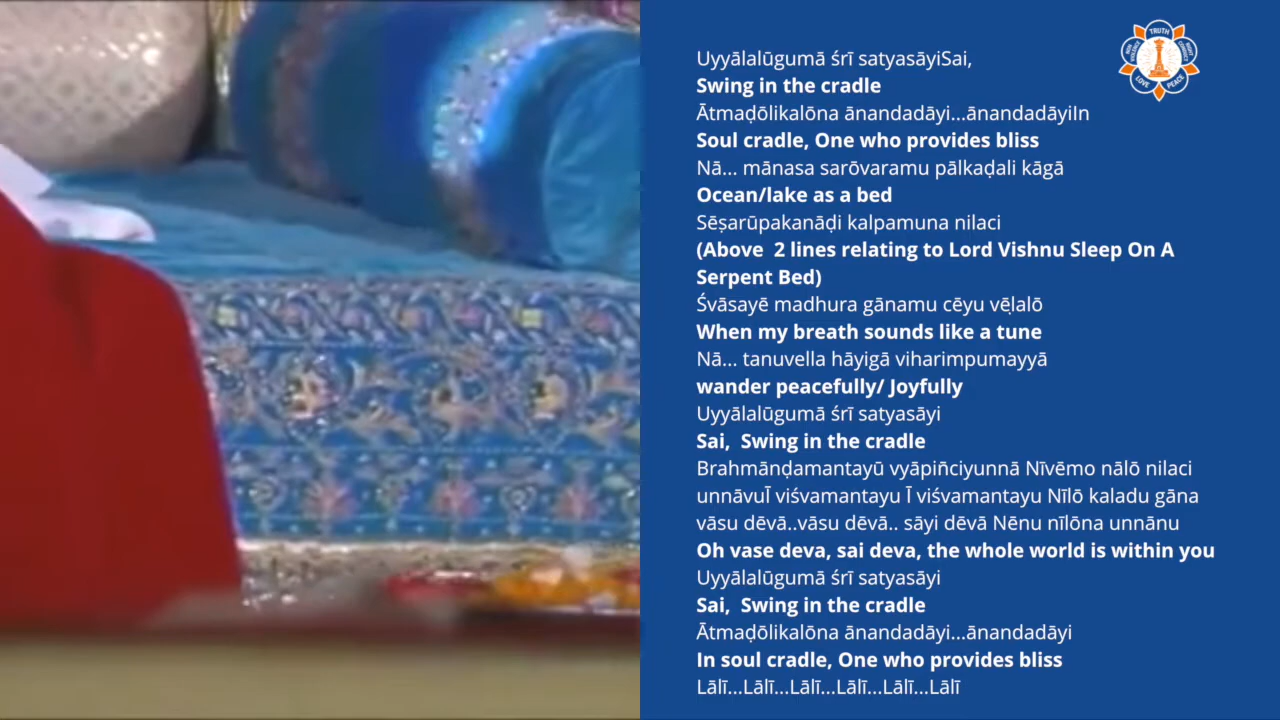 Uyyālalūgumā śrī satyasāyiSai,
Swing in the cradle
Ātmaḍōlikalōna ānandadāyi...ānandadāyiIn
Soul cradle, One who provides bliss
Nā... mānasa sarōvaramu pālkaḍali kāgā
Ocean/lake as a bed
Sēṣarūpakanāḍi kalpamuna nilaci
(Above 2 lines relating to Lord Vishnu Sleep On A
Serpent Bed)
Śvāsayē madhura gānamu cēyu vēḷalō
When my breath sounds like a tune
Nā... tanuvella hāyigā viharimpumayyā
wander peacefully/ Joyfully
Uyyālalūgumā śrī satyasāyi
Sai, Swing in the cradle
Brahmānḍamantayū vyāpiñciyunnā Nīvēmo nālō nilaci
unnāvuĪ viśvamantayu Ī viśvamantayu Nīlō kaladu gāna
vāsu dēvā..vāsu dēvā.. sāyi dēvā Nēnu nīlōna unnānu
Oh vase deva, sai deva, the whole world is within you
Uyyālalūgumā śrī satyasāyi
Sai, Swing in the cradle
Ātmaḍōlikalōna ānandadāyi...ānandadāyi
In soul cradle, One who provides bliss
Lālī...Lālī...Lālī...Lālī...Lālī...Lālī
TRUTH
RIGHT CONDUCT
PEACE
LOVE
NON VIOLENCE